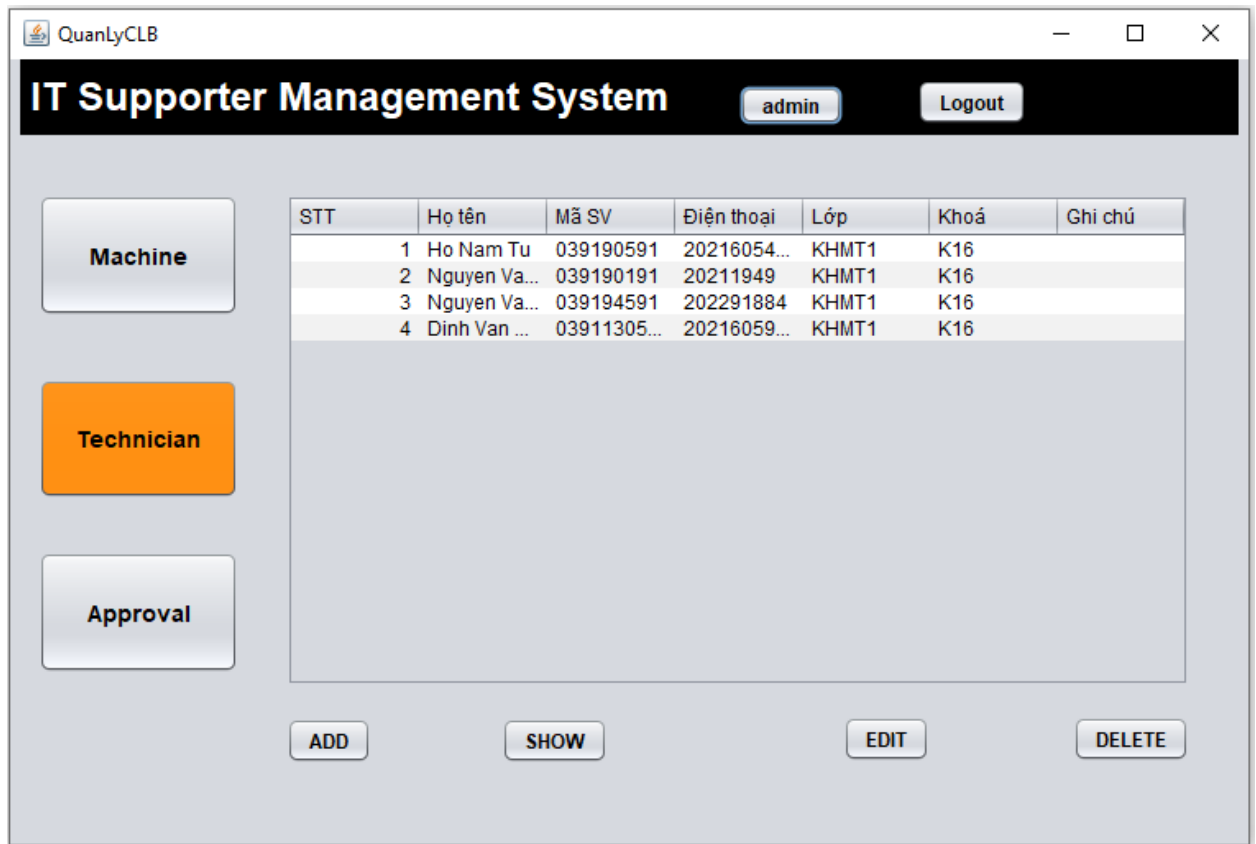 QuanLyCLB
IT Supporter Management System admin Logout
Machine
Technician
Approval
STT Họ tên Mã SV Điện thoại Lớp Khoá Ghi chú
1 Ho Nam Tu 039190591 20216054... KHMT1 K16
2 Nguyen Va... 039190191 20211949 KHMT1 K16
3 Nguyen Va... 039194591 202291884 KHMT1 K16
4 Dinh Van ... 03911305... 20216059... KHMT1 K16
ADD SHOW EDIT DELETE